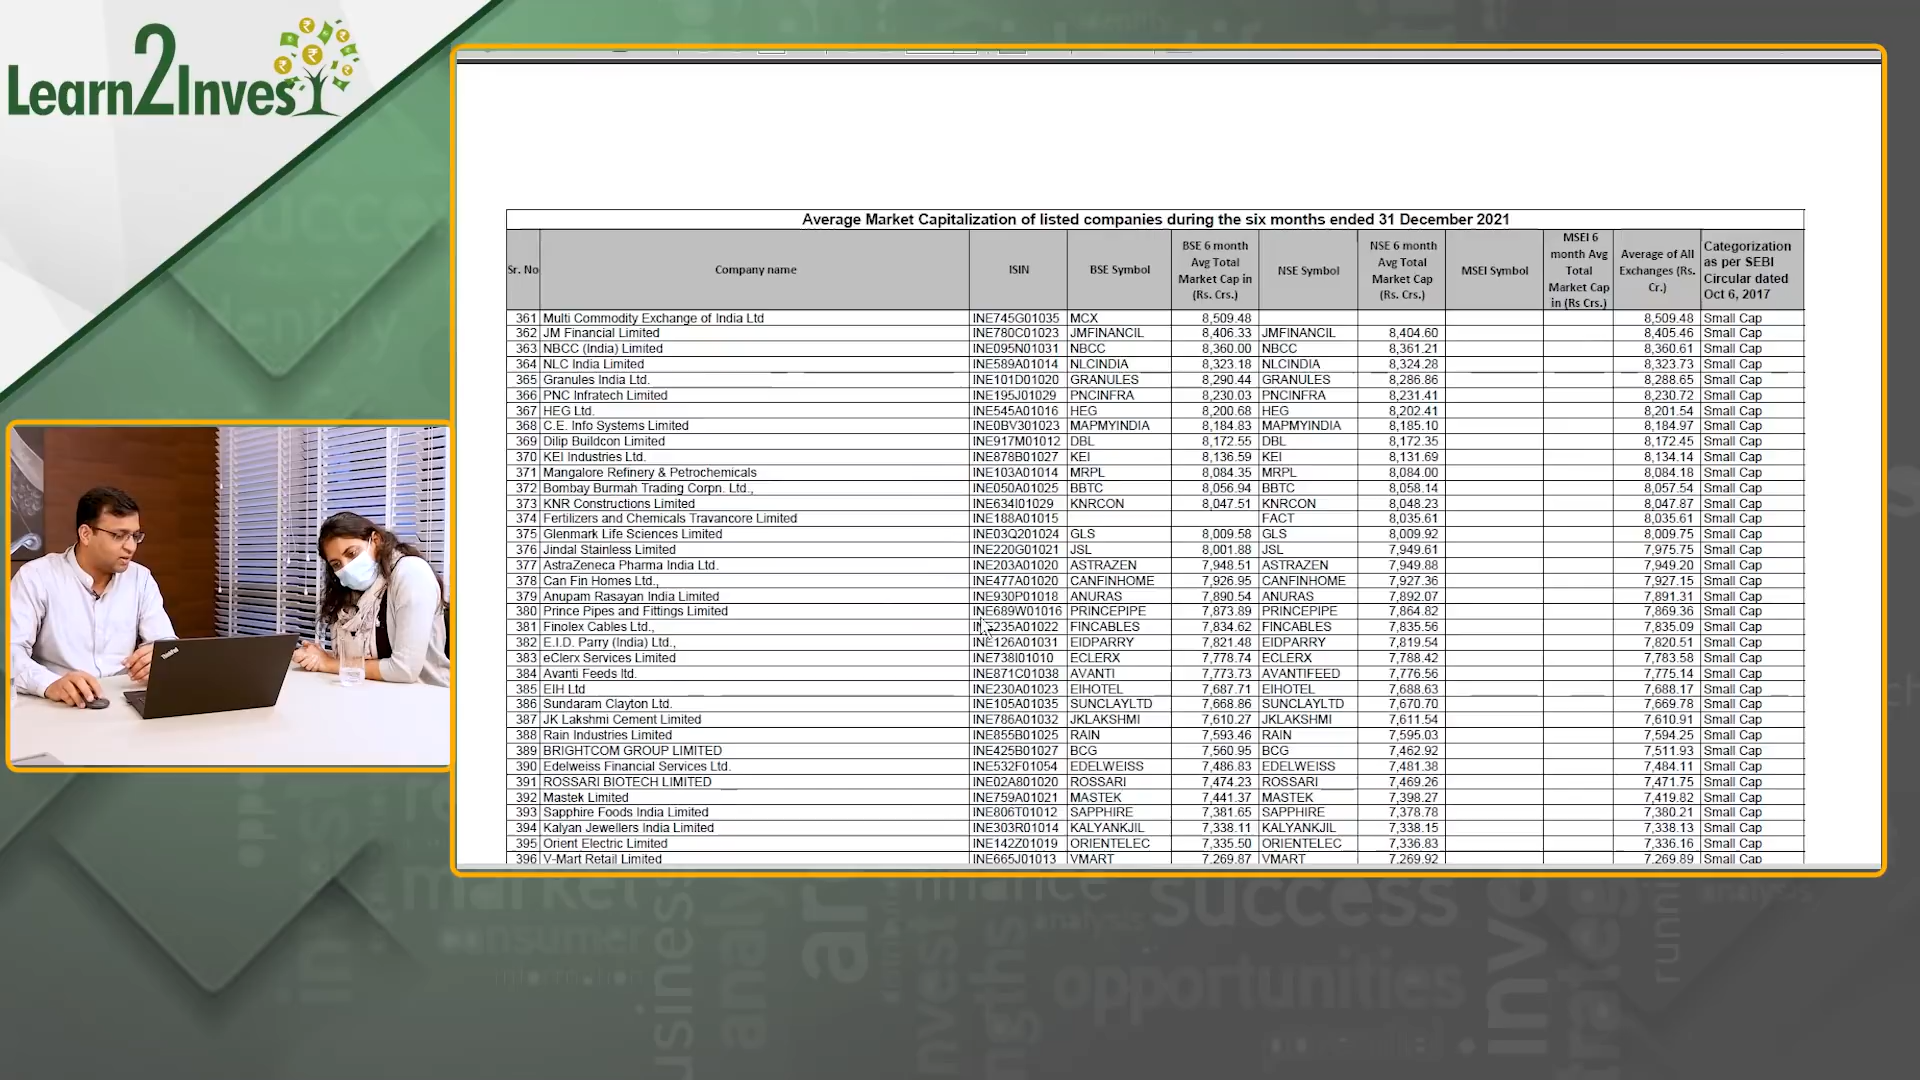 Learn2Invest
Average Market Capitalization of listed companies during the six months ended 31 December 2021
Sr. No | Company name | ISIN | BSE Symbol | BSE 6 month Avg Total Market Cap in (Rs. Crs.) | NSE Symbol | NSE 6 month Avg Total Market Cap (Rs. Crs.) | MSEI Symbol | MSEI 6 month Avg Total Market Cap in (Rs Crs.) | Average of All Exchanges (Rs. Cr.) | Categorization as per SEBI Circular dated Oct 6, 2017
361 Multi Commodity Exchange of India Ltd INE745G01035 MCX 8,509.48 8,509.48 Small Cap
362 JM Financial Limited INE780C01023 JMFINANCIL 8,406.33 JMFINANCIL 8,404.60 8,405.46 Small Cap
363 NBCC (India) Limited INE095N01031 NBCC 8,360.00 NBCC 8,361.21 8,360.61 Small Cap
364 NLC India Limited INE589A01014 NLCINDIA 8,323.18 NLCINDIA 8,324.28 8,323.73 Small Cap
365 Granules India Ltd. INE101D01020 GRANULES 8,290.44 GRANULES 8,286.86 8,288.65 Small Cap
366 PNC Infratech Limited INE195J01029 PNCINFRA 8,230.03 PNCINFRA 8,231.41 8,230.72 Small Cap
367 HEG Ltd. INE545A01016 HEG 8,200.68 HEG 8,202.41 8,201.54 Small Cap
368 C.E. Info Systems Limited INE0BV301023 MAPMYINDIA 8,184.83 MAPMYINDIA 8,185.10 8,184.97 Small Cap
369 Dilip Buildcon Limited INE917M01012 DBL 8,172.55 DBL 8,172.35 8,172.45 Small Cap
370 KEI Industries Ltd. INE878B01027 KEI 8,136.59 KEI 8,131.69 8,134.14 Small Cap
371 Mangalore Refinery & Petrochemicals INE103A01014 MRPL 8,084.35 MRPL 8,084.00 8,084.18 Small Cap
372 Bombay Burmah Trading Corpn. Ltd., INE050A01025 BBTC 8,056.94 BBTC 8,058.14 8,057.54 Small Cap
373 KNR Constructions Limited INE634I01029 KNRCON 8,047.51 KNRCON 8,048.23 8,047.87 Small Cap
374 Fertilizers and Chemicals Travancore Limited INE188A01015 FACT 8,035.61 8,035.61 Small Cap
375 Glenmark Life Sciences Limited INE03Q201024 GLS 8,009.58 GLS 8,009.92 8,009.75 Small Cap
376 Jindal Stainless Limited INE220G01021 JSL 8,001.88 JSL 7,949.61 7,975.75 Small Cap
377 AstraZeneca Pharma India Ltd. INE203A01020 ASTRAZEN 7,948.51 ASTRAZEN 7,949.88 7,949.20 Small Cap
378 Can Fin Homes Ltd., INE477A01020 CANFINHOME 7,926.95 CANFINHOME 7,927.36 7,927.15 Small Cap
379 Anupam Rasayan India Limited INE930P01018 ANURAS 7,890.54 ANURAS 7,892.07 7,891.31 Small Cap
380 Prince Pipes and Fittings Limited INE689W01016 PRINCEPIPE 7,873.89 PRINCEPIPE 7,864.82 7,869.36 Small Cap
381 Finolex Cables Ltd., INE235A01022 FINCABLES 7,834.62 FINCABLES 7,835.56 7,835.09 Small Cap
382 E.I.D. Parry (India) Ltd., INE126A01031 EIDPARRY 7,821.48 EIDPARRY 7,819.54 7,820.51 Small Cap
383 eClerx Services Limited INE738I01010 ECLERX 7,778.74 ECLERX 7,788.42 7,783.58 Small Cap
384 Avanti Feeds ltd. INE871C01038 AVANTI 7,773.73 AVANTIFEED 7,776.56 7,775.14 Small Cap
385 EIH Ltd INE230A01023 EIHOTEL 7,687.71 EIHOTEL 7,688.63 7,688.17 Small Cap
386 Sundaram Clayton Ltd. INE105A01035 SUNCLAYLTD 7,668.86 SUNCLAYLTD 7,670.70 7,669.78 Small Cap
387 JK Lakshmi Cement Limited INE786A01032 JKLAKSHMI 7,610.27 JKLAKSHMI 7,611.54 7,610.91 Small Cap
388 Rain Industries Limited INE855B01025 RAIN 7,593.46 RAIN 7,595.03 7,594.25 Small Cap
389 BRIGHTCOM GROUP LIMITED INE425B01027 BCG 7,560.95 BCG 7,462.92 7,511.93 Small Cap
390 Edelweiss Financial Services Ltd. INE532F01054 EDELWEISS 7,486.83 EDELWEISS 7,481.38 7,484.11 Small Cap
391 ROSSARI BIOTECH LIMITED INE02A801020 ROSSARI 7,474.23 ROSSARI 7,469.26 7,471.75 Small Cap
392 Mastek Limited INE759A01021 MASTEK 7,441.37 MASTEK 7,398.27 7,419.82 Small Cap
393 Sapphire Foods India Limited INE806T01012 SAPPHIRE 7,381.65 SAPPHIRE 7,378.78 7,380.21 Small Cap
394 Kalyan Jewellers India Limited INE303R01014 KALYANKJIL 7,338.11 KALYANKJIL 7,338.15 7,338.13 Small Cap
395 Orient Electric Limited INE142Z01019 ORIENTELEC 7,335.50 ORIENTELEC 7,336.83 7,336.16 Small Cap
396 V-Mart Retail Limited INE665J01013 VMART 7,269.87 VMART 7,269.92 7,269.89 Small Cap
ThinkPad
market
consumer
information
business
finance
analysis
success
opportunities
potential